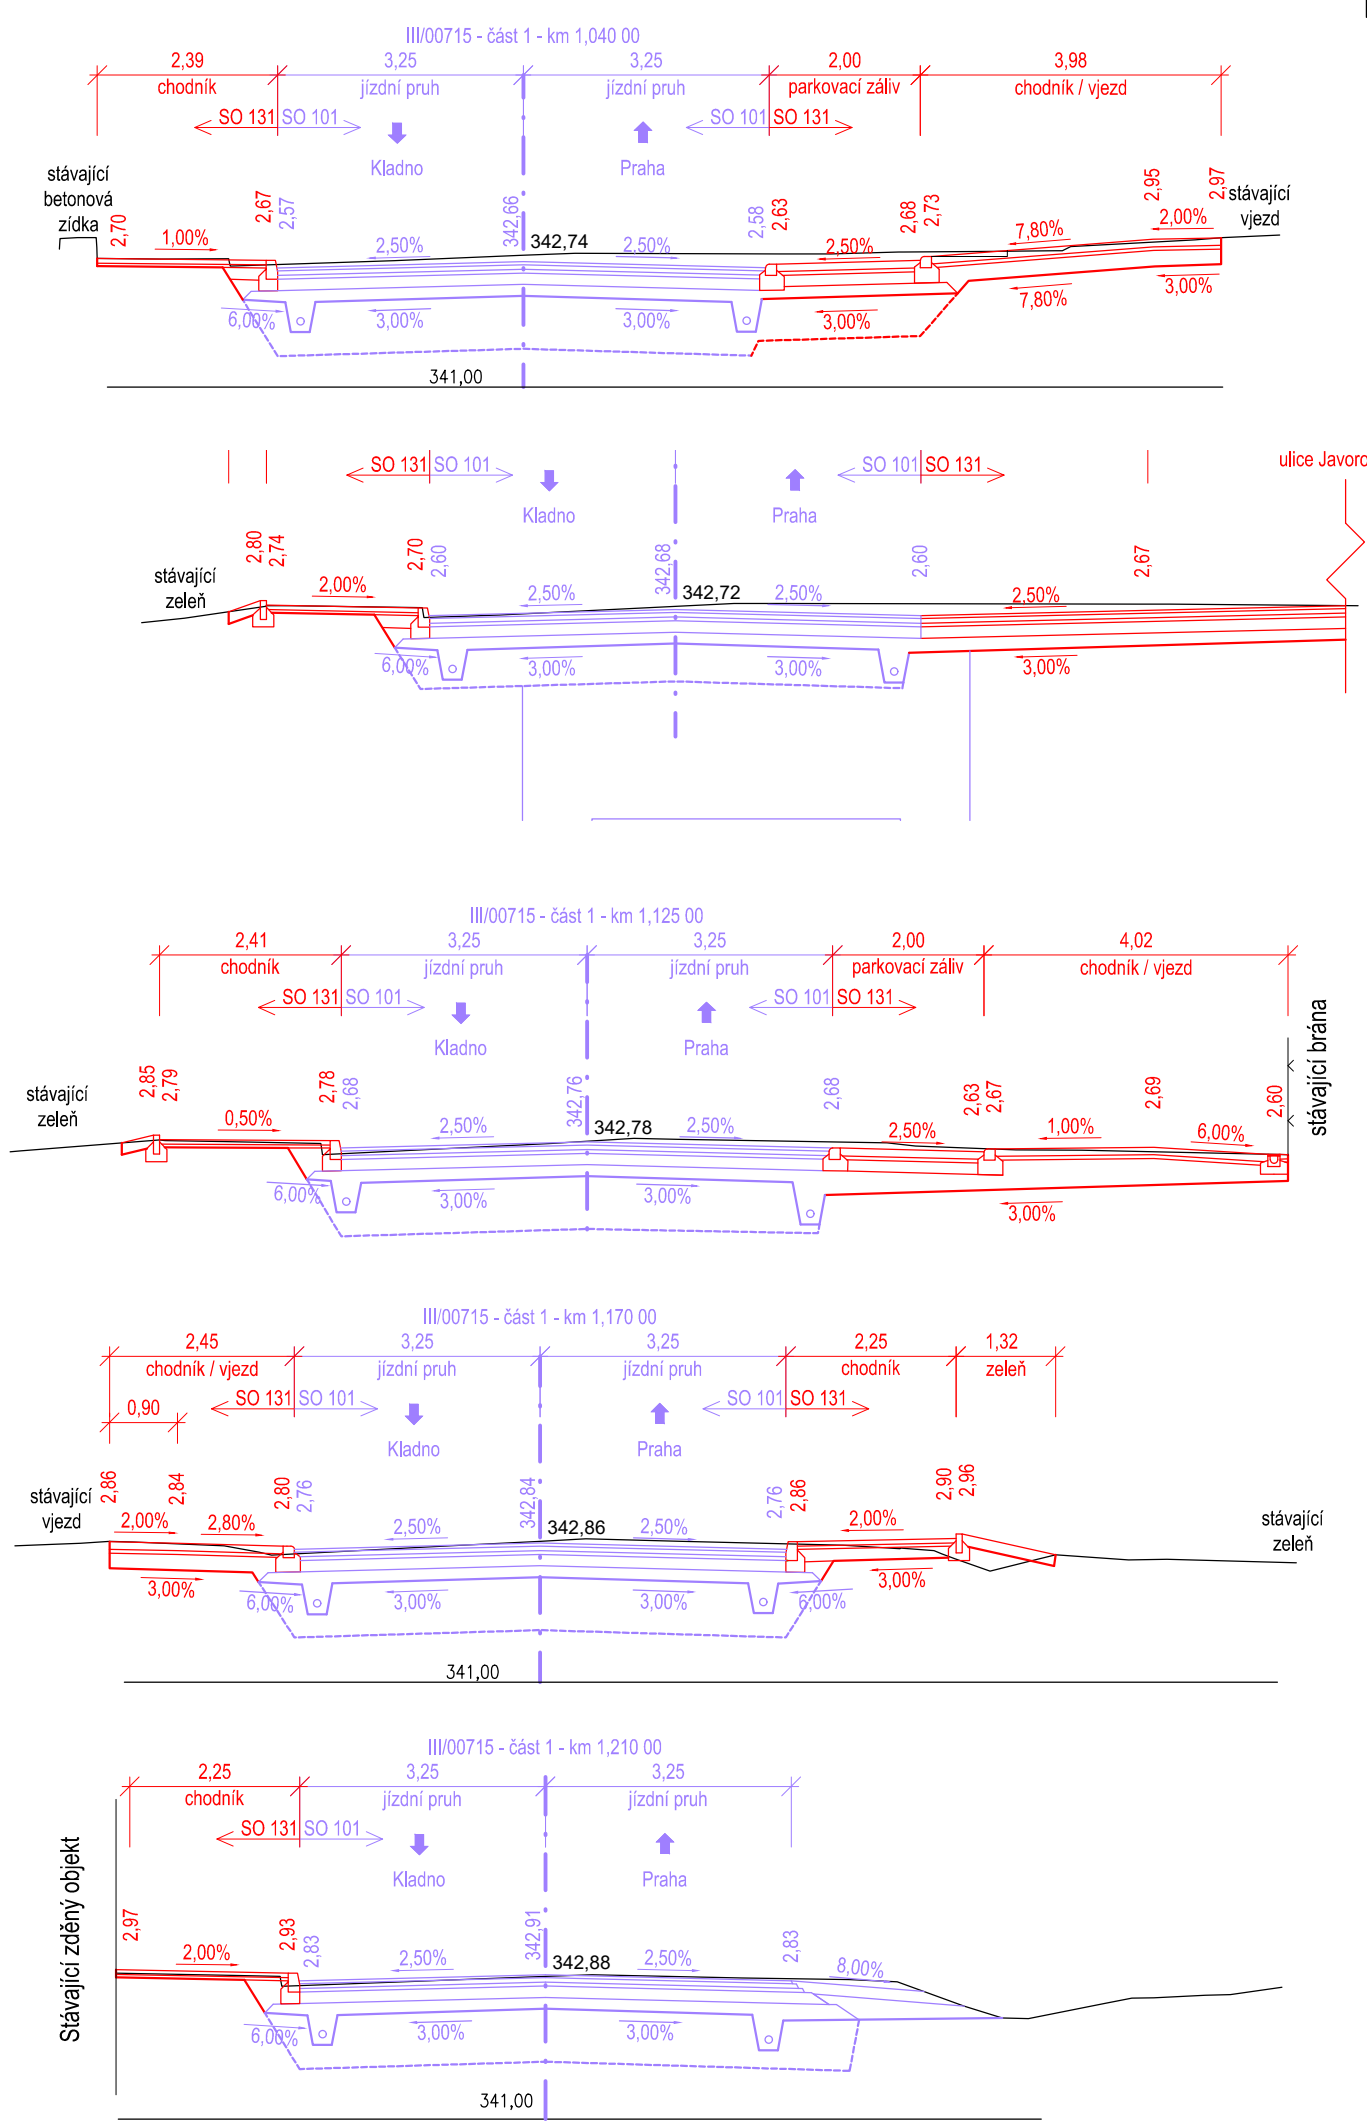 III/00715 - část 1 - km 1,040 00
2,39 3,25 3,25 2,00 3,98
chodník jízdní pruh jízdní pruh parkovací záliv chodník / vjezd
SO 131 SO 101 SO 101 SO 131
Kladno Praha
stávající
betonová
zídka
2,70 2,67 2,57 342,66 2,58 2,63 2,68 2,73 2,95 2,97
stávající
vjezd
1,00% 2,50% 342,74 2,50% 2,50% 7,80% 2,00%
6,00% 3,00% 3,00% 3,00% 7,80% 3,00%
341,00
SO 131 SO 101 SO 101 SO 131
ulice Javoro
Kladno Praha
2,80 2,74 2,70 2,60 342,68 2,60 2,67
stávající
zeleň
2,00% 2,50% 342,72 2,50% 2,50%
6,00% 3,00% 3,00% 3,00%
III/00715 - část 1 - km 1,125 00
2,41 3,25 3,25 2,00 4,02
chodník jízdní pruh jízdní pruh parkovací záliv chodník / vjezd
SO 131 SO 101 SO 101 SO 131
Kladno Praha
stávající brána
stávající
zeleň
2,85 2,79 2,78 2,68 342,76 2,68 2,63 2,67 2,69 2,60
0,50% 2,50% 342,78 2,50% 2,50% 1,00% 6,00%
6,00% 3,00% 3,00% 3,00%
III/00715 - část 1 - km 1,170 00
2,45 3,25 3,25 2,25 1,32
chodník / vjezd jízdní pruh jízdní pruh chodník zeleň
SO 131 SO 101 SO 101 SO 131
0,90
Kladno Praha
2,86 2,84 2,80 2,76 342,84 2,76 2,86 2,90 2,96
stávající
vjezd
2,00% 2,80% 2,50% 342,86 2,50% 2,00%
stávající
zeleň
3,00% 6,00% 3,00% 3,00% 6,00% 3,00%
341,00
III/00715 - část 1 - km 1,210 00
2,25 3,25 3,25
chodník jízdní pruh jízdní pruh
SO 131 SO 101
Kladno Praha
Stávající zděný objekt
2,97 2,93 2,83 342,91 2,83
2,00% 2,50% 342,88 2,50% 8,00%
6,00% 3,00% 3,00%
341,00